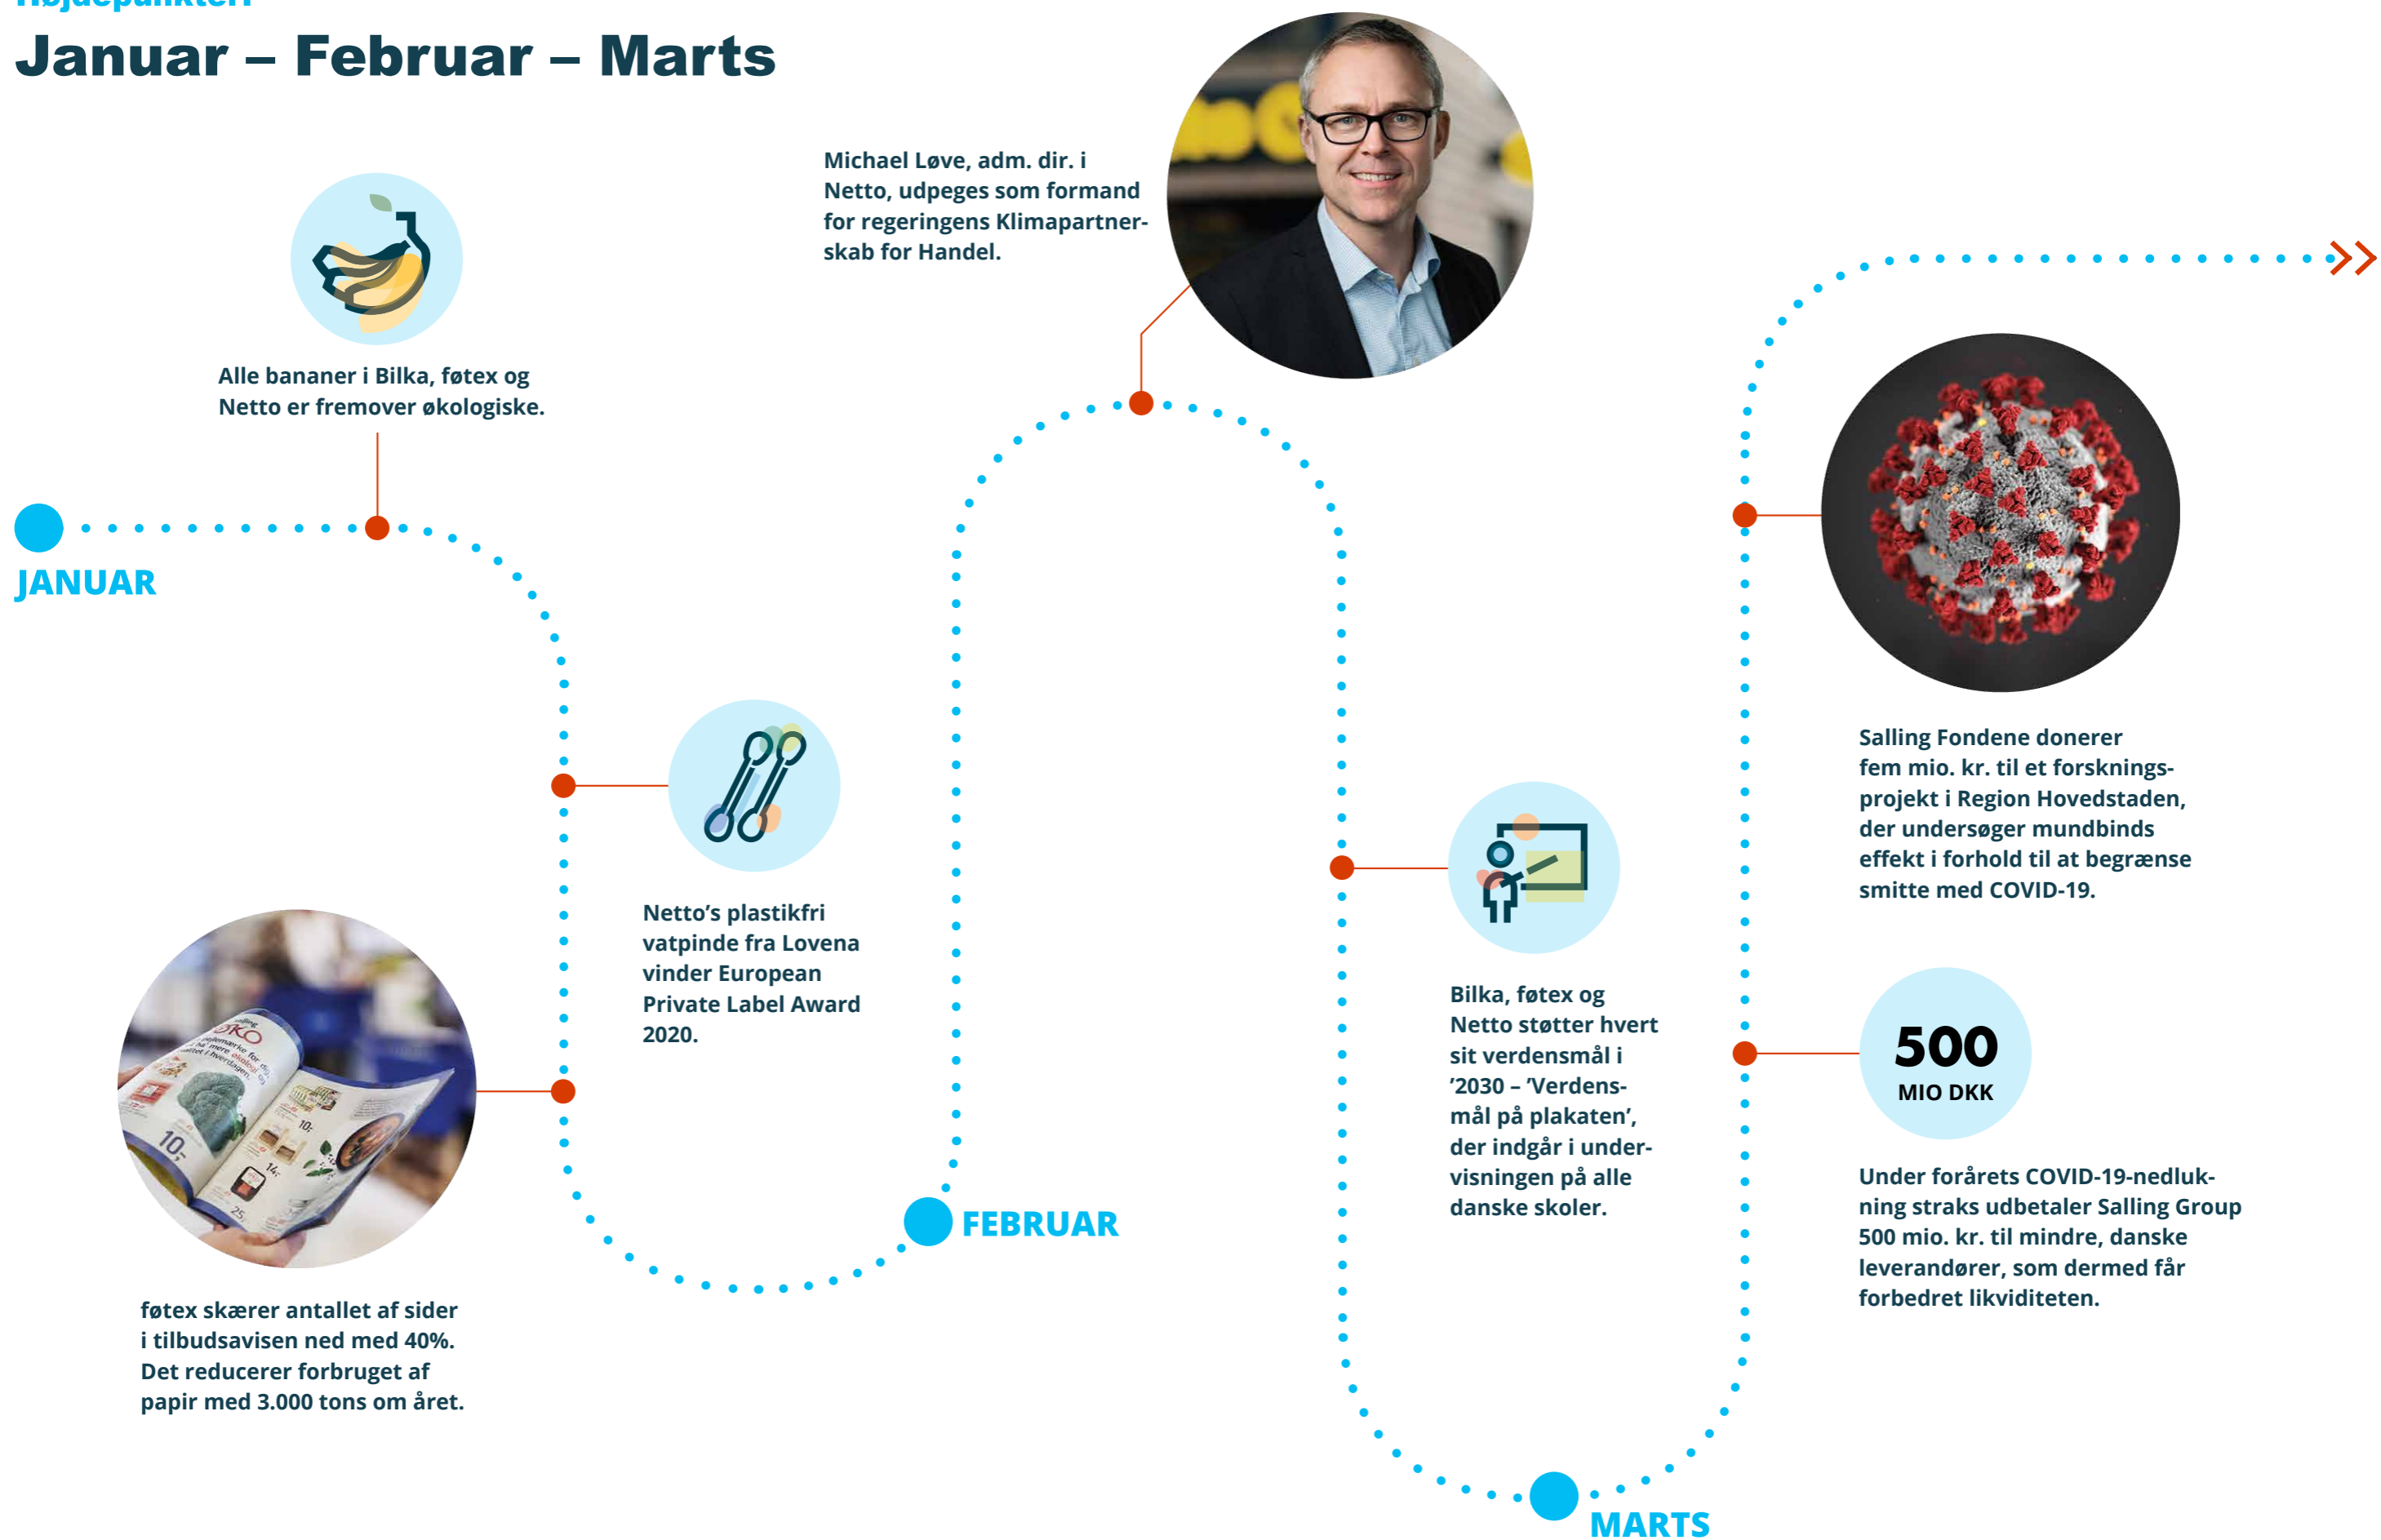 Højdepunkter:
Januar – Februar – Marts
Alle bananer i Bilka, føtex og
Netto er fremover økologiske.
JANUAR
Netto’s plastikfri
vatpinde fra Lovena
vinder European
Private Label Award
2020.
ØKO
10,-
10,-
14,-
25,-
føtex skærer antallet af sider
i tilbudsavisen ned med 40%.
Det reducerer forbruget af
papir med 3.000 tons om året.
FEBRUAR
Michael Løve, adm. dir. i
Netto, udpeges som formand
for regeringens Klimapartner-
skab for Handel.
Bilka, føtex og
Netto støtter hvert
sit verdensmål i
’2030 – ’Verdens-
mål på plakaten’,
der indgår i under-
visningen på alle
danske skoler.
MARTS
500
MIO DKK
Under forårets COVID-19-nedluk-
ning straks udbetaler Salling Group
500 mio. kr. til mindre, danske
leverandører, som dermed får
forbedret likviditeten.
Salling Fondene donerer
fem mio. kr. til et forsknings-
projekt i Region Hovedstaden,
der undersøger mundbinds
effekt i forhold til at begrænse
smitte med COVID-19.